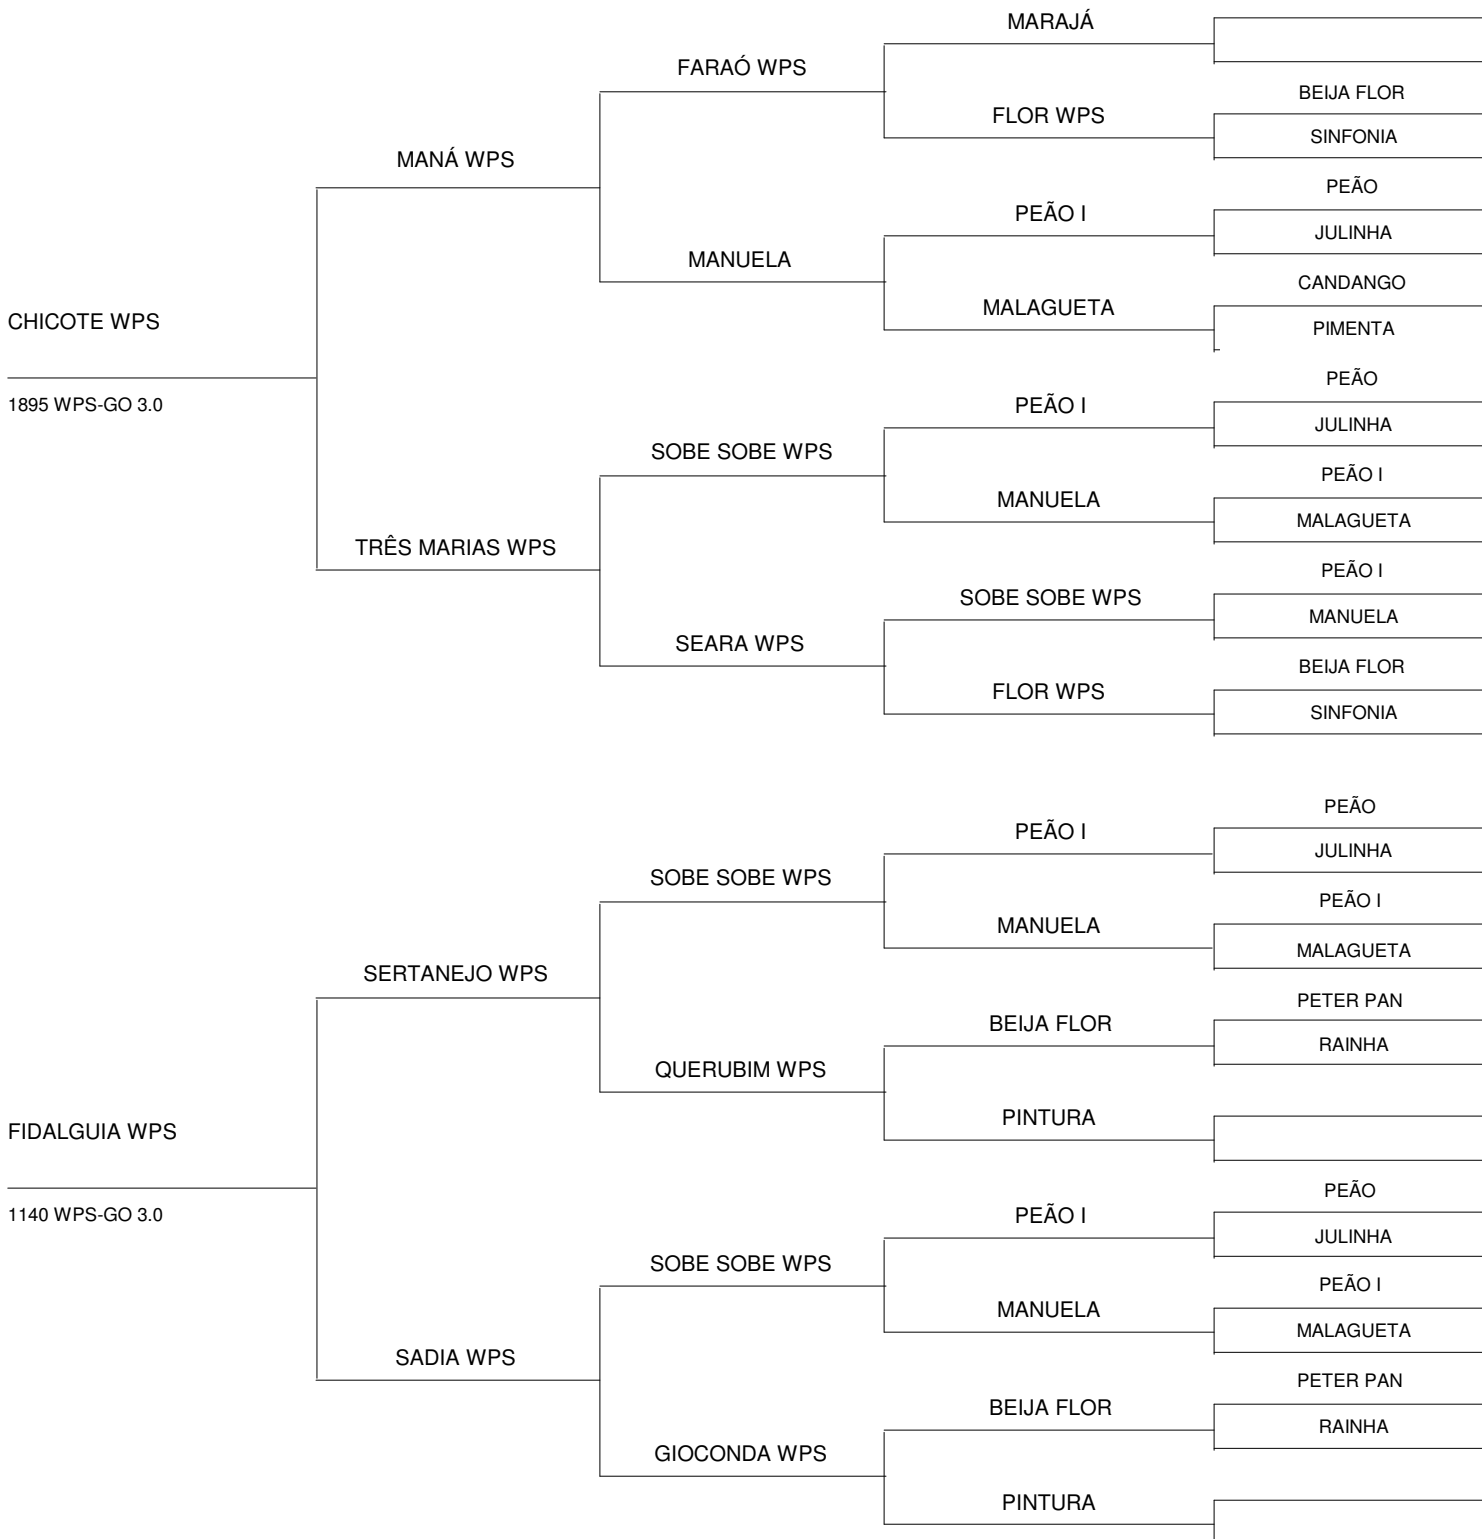 MARAJÁ
FARAÓ WPS
BEIJA FLOR
FLOR WPS
SINFONIA
MANÁ WPS
PEÃO
PEÃO I
JULINHA
MANUELA
CANDANGO
MALAGUETA
PIMENTA
CHICOTE WPS
PEÃO
1895 WPS-GO 3.0
PEÃO I
JULINHA
SOBE SOBE WPS
PEÃO I
MANUELA
MALAGUETA
TRÊS MARIAS WPS
PEÃO I
SOBE SOBE WPS
MANUELA
SEARA WPS
BEIJA FLOR
FLOR WPS
SINFONIA
PEÃO
PEÃO I
JULINHA
SOBE SOBE WPS
PEÃO I
MANUELA
MALAGUETA
SERTANEJO WPS
PETER PAN
BEIJA FLOR
RAINHA
QUERUBIM WPS
PINTURA
FIDALGUIA WPS
PEÃO
1140 WPS-GO 3.0
PEÃO I
JULINHA
SOBE SOBE WPS
PEÃO I
MANUELA
MALAGUETA
SADIA WPS
PETER PAN
BEIJA FLOR
RAINHA
GIOCONDA WPS
PINTURA